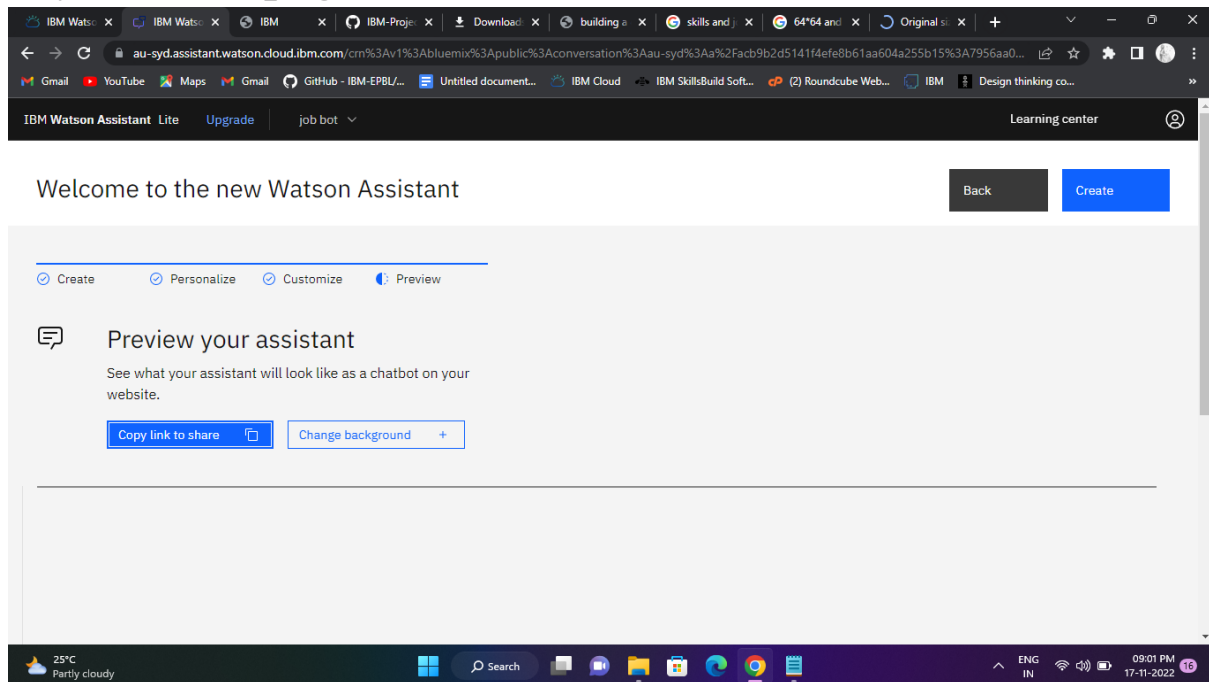 IBM Watso IBM Watso IBM IBM-Projec Download building a skills and j 64*64 and Original si
au-syd.assistant.watson.cloud.ibm.com/crn%3Av1%3Abluemix%3Apublic%3Aconversation%3Aau-syd%3Aa%2Facb9b2d5141f4efe8b61aa604a255b15%3A7956aa0...
Gmail YouTube Maps Gmail GitHub - IBM-EPBL/... Untitled document... IBM Cloud IBM SkillsBuild Soft... (2) Roundcube Web... IBM Design thinking co... »
IBM Watson Assistant Lite Upgrade job bot Learning center
Welcome to the new Watson Assistant Back Create
Create Personalize Customize Preview
Preview your assistant
See what your assistant will look like as a chatbot on your
website.
Copy link to share Change background +
25°C
Partly cloudy
Search
ENG
IN
09:01 PM
17-11-2022
16